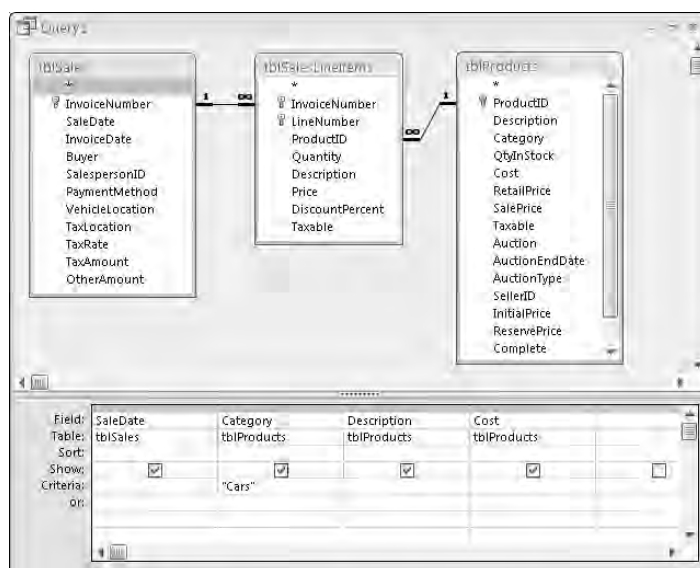 Query1
tblSales
*
InvoiceNumber
SaleDate
InvoiceDate
Buyer
SalespersonID
PaymentMethod
VehicleLocation
TaxLocation
TaxRate
TaxAmount
OtherAmount
1 ∞
tblSalesLineItems
*
InvoiceNumber
LineNumber
ProductID
Quantity
Description
Price
DiscountPercent
Taxable
∞ 1
tblProducts
*
ProductID
Description
Category
QtyInStock
Cost
RetailPrice
SalePrice
Taxable
Auction
AuctionEndDate
AuctionType
SellerID
InitialPrice
ReservePrice
Complete
Field: SaleDate Category Description Cost
Table: tblSales tblProducts tblProducts tblProducts
Sort:
Show:
Criteria: "Cars"
or: